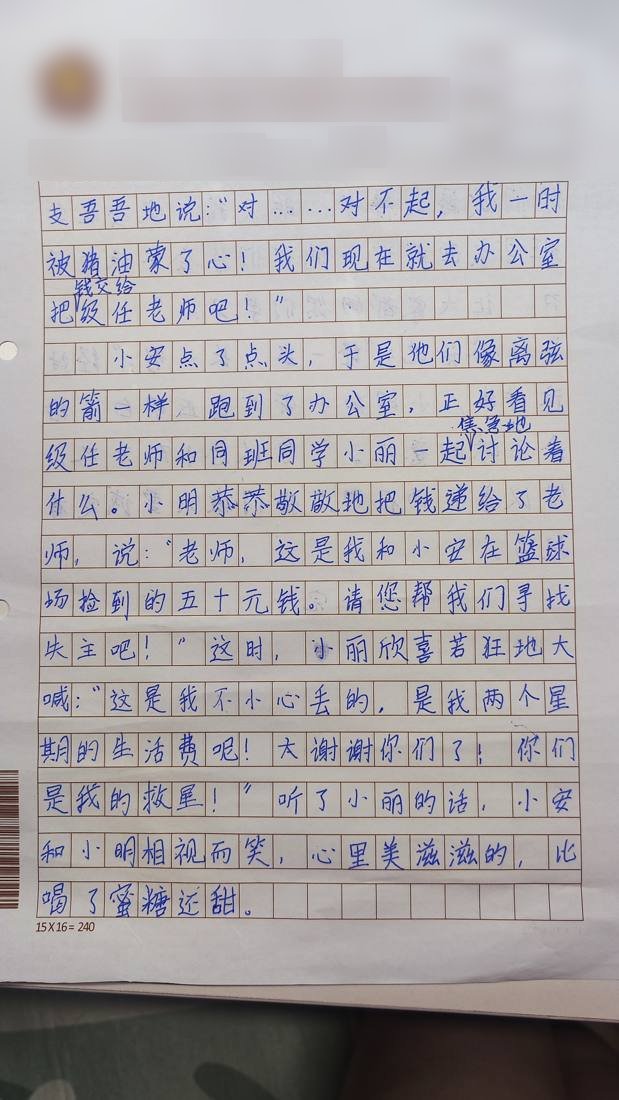 支吾吾地说：“对……对不起，我一时
被猪油蒙了心！我们现在就去办公室
钱交给
把级任老师吧！”
小安点了点头，于是他们像离弦
的箭一样，跑到了办公室，正好看见
焦急地
级任老师和同班同学小丽一起讨论着
什么。小明恭恭敬敬地把钱递给了老
师，说：“老师，这是我和小安在篮球
场捡到的五十元钱。请您帮我们寻找
失主吧！”这时，小丽欣喜若狂地大
喊：“这是我不小心丢的，是我两个星
期的生活费呢！太谢谢你们了！你们
是我的救星！”听了小丽的话，小安
和小明相视而笑，心里美滋滋的，比
喝了蜜糖还甜。
15X16=240